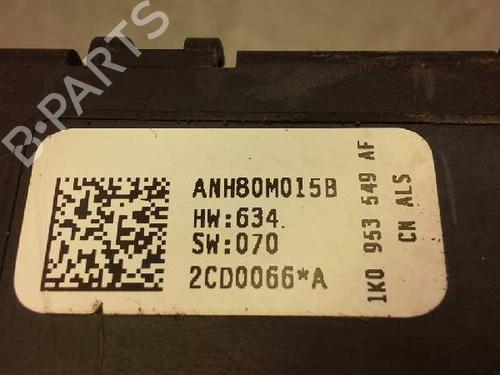 B-PARTS
ANH80M015B
HW:634
SW:070
2CD0066*A
1K0 953 549 AF
CN ALS